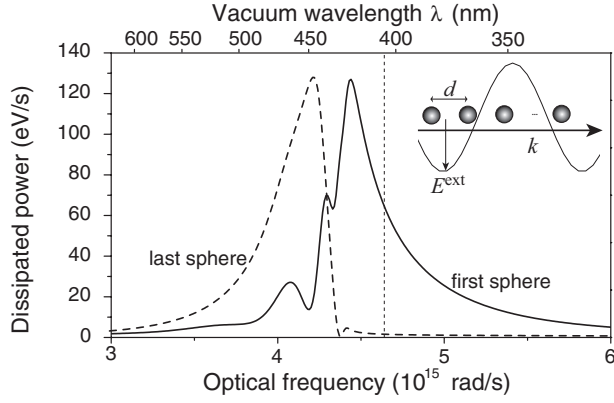 Vacuum wavelength λ (nm)
600 550 500 450 400 350
140
120
100
80
60
40
20
0
Dissipated power (eV/s)
d
...
k
E^ext
last sphere
first sphere
3 4 5 6
Optical frequency (10^15 rad/s)